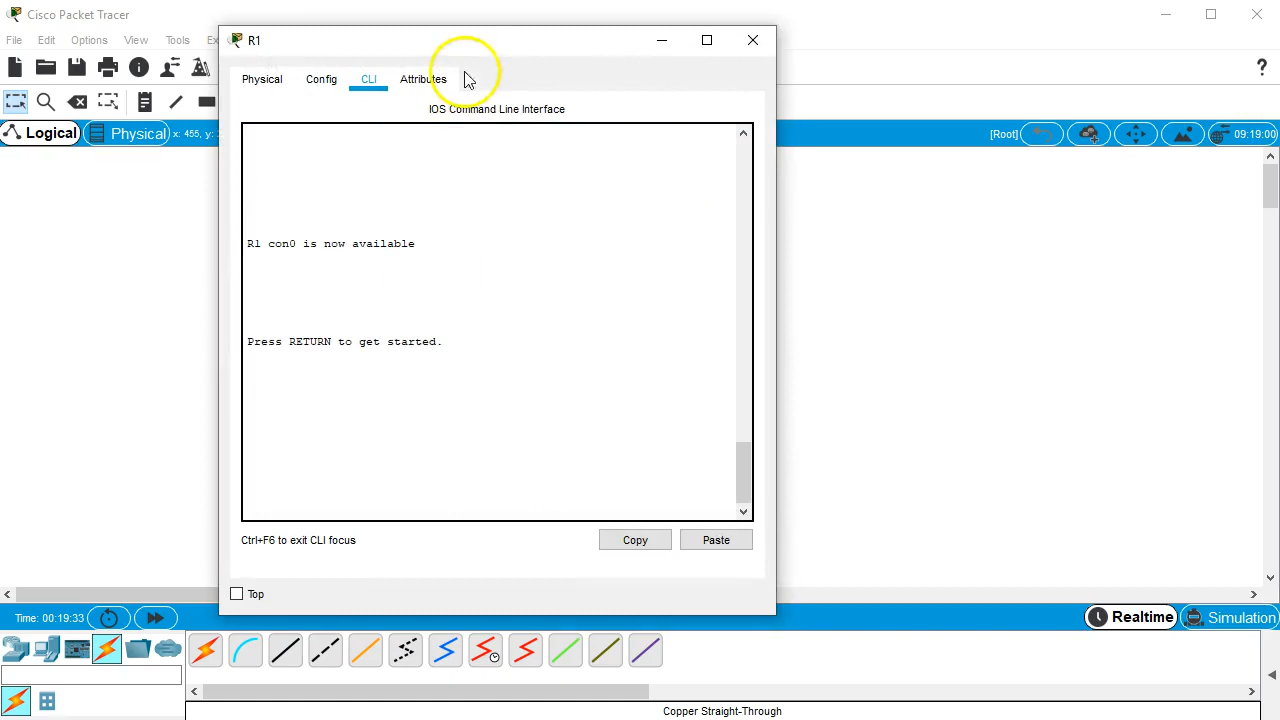 Cisco Packet Tracer
File Edit Options View Tools Ex
R1
Physical Config CLI Attributes
IOS Command Line Interface
Logical Physical x: 455, y:
[Root] 09:19:00
R1 con0 is now available
Press RETURN to get started.
Ctrl+F6 to exit CLI focus Copy Paste
Top
Time: 00:19:33 Realtime Simulation
Copper Straight-Through